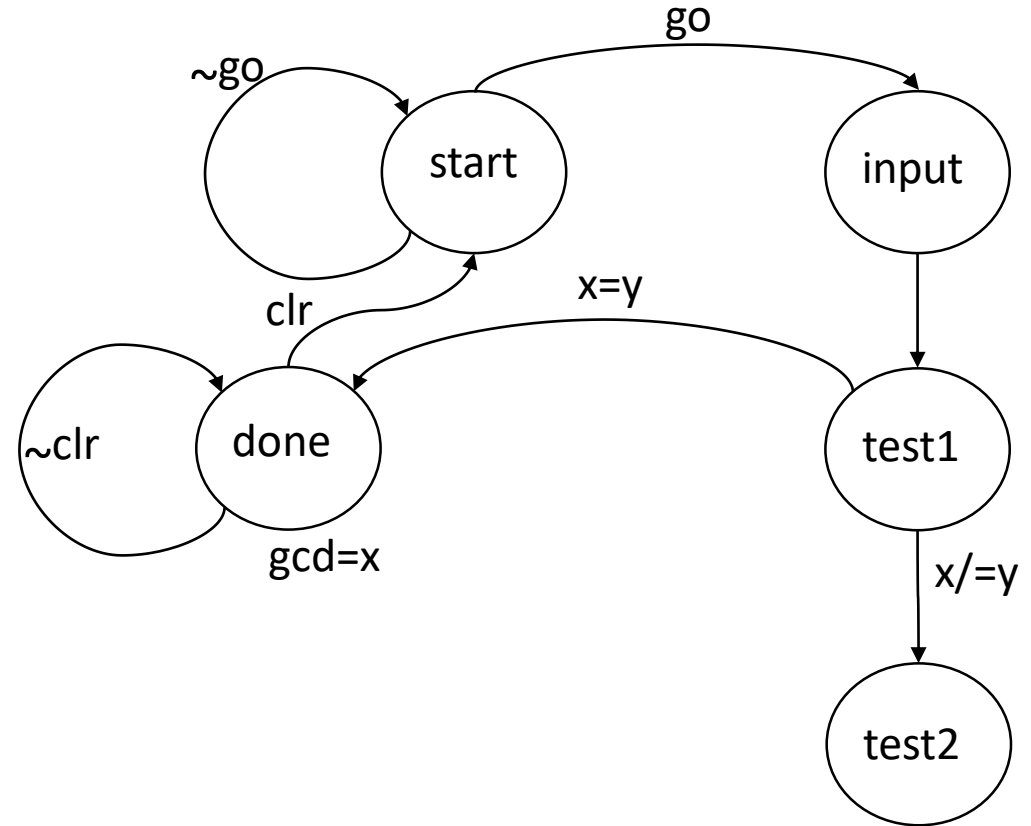 go
~go
start
input
clr
x=y
~clr
done
test1
gcd=x
x/=y
test2